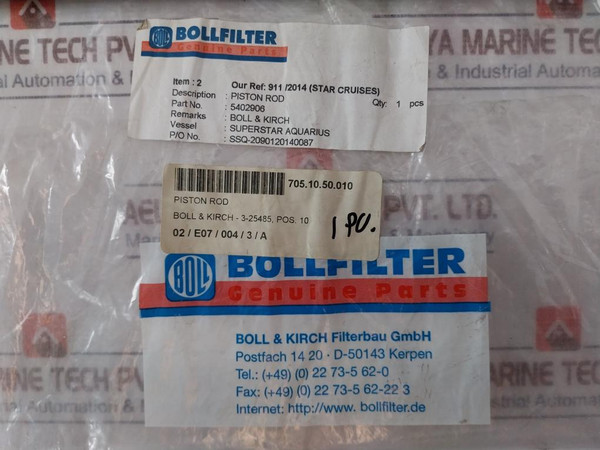 BOLL
BOLLFILTER
Genuine Parts
Item : 2 Our Ref: 911 /2014 (STAR CRUISES)
Description : PISTON ROD Qty: 1 pcs
Part No. : 5402906
Remarks : BOLL & KIRCH
Vessel : SUPERSTAR AQUARIUS
P/O No. : SSQ-2090120140087
705.10.50.010
PISTON ROD
BOLL & KIRCH - 3-25485, POS. 10
02 / E07 / 004 / 3 / A
BOLL
BOLLFILTER
Genuine Parts
BOLL & KIRCH Filterbau GmbH
Postfach 14 20 · D-50143 Kerpen
Tel.: (+49) (0) 22 73-5 62-0
Fax: (+49) (0) 22 73-5 62-22 3
Internet: http://www. bollfilter.de